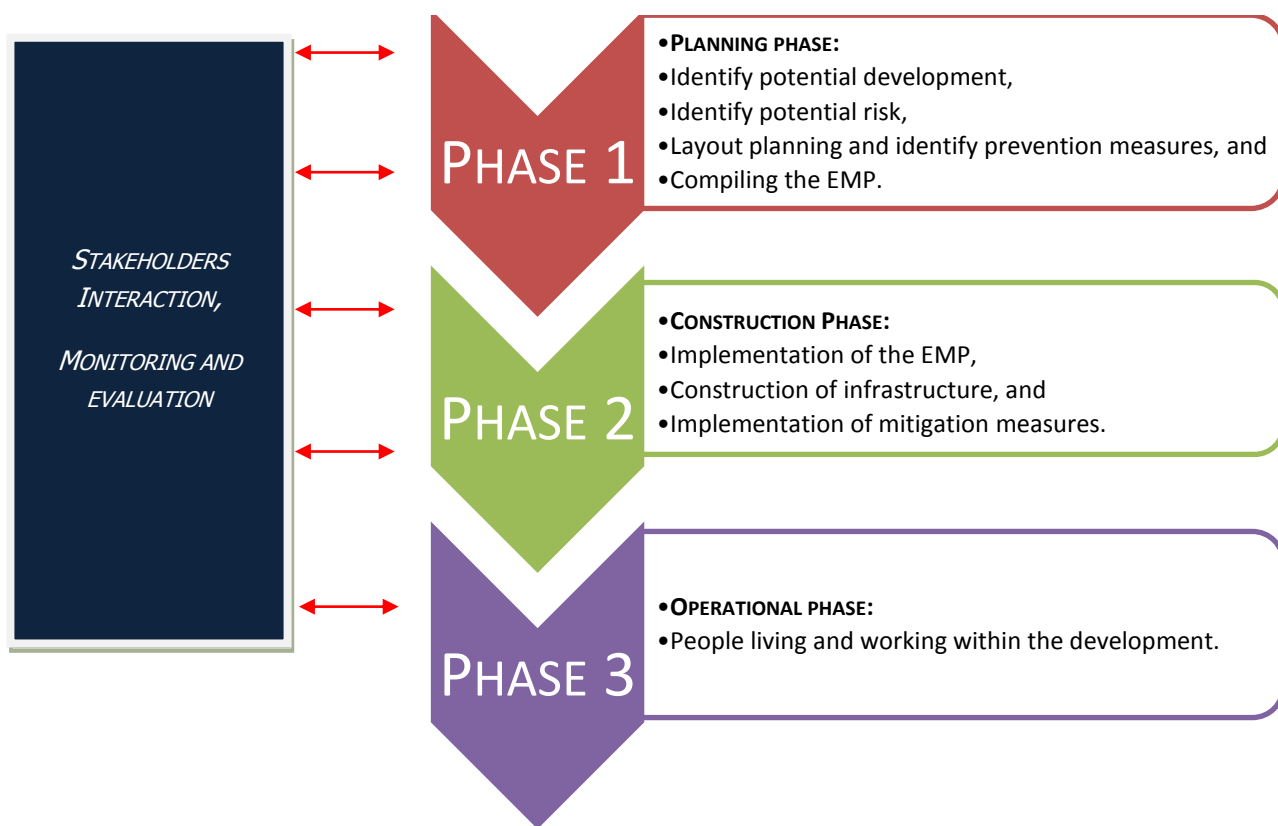 STAKEHOLDERS
INTERACTION,
MONITORING AND
EVALUATION
PHASE 1
•PLANNING PHASE:
•Identify potential development,
•Identify potential risk,
•Layout planning and identify prevention measures, and
•Compiling the EMP.
PHASE 2
•CONSTRUCTION PHASE:
•Implementation of the EMP,
•Construction of infrastructure, and
•Implementation of mitigation measures.
PHASE 3
•OPERATIONAL PHASE:
•People living and working within the development.